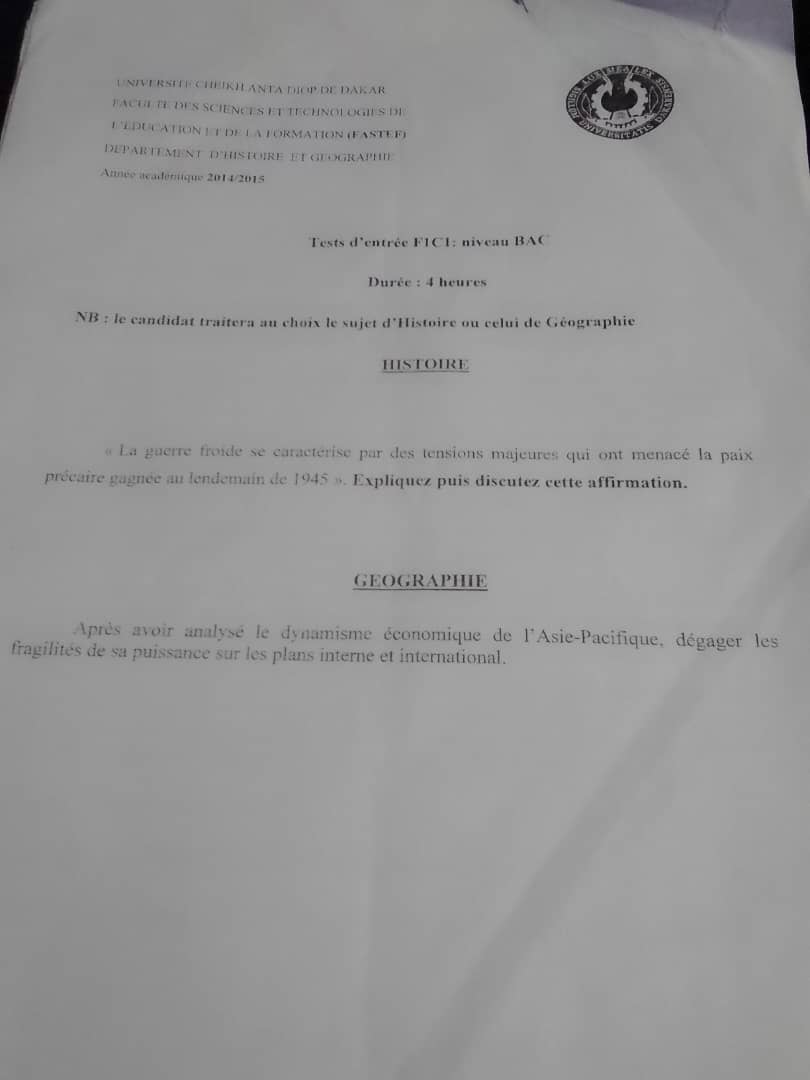 UNIVERSITE CHEIKH ANTA DIOP DE DAKAR
FACULTE DES SCIENCES ET TECHNOLOGIES DE
L'EDUCATION ET DE LA FORMATION (FASTEF)
DEPARTEMENT D'HISTOIRE ET GEOGRAPHIE
Année académique 2014/2015
LUX MEA LEX
Tests d'entrée F1C1: niveau BAC
Durée : 4 heures
NB : le candidat traitera au choix le sujet d'Histoire ou celui de Géographie
HISTOIRE
« La guerre froide se caractérise par des tensions majeures qui ont menacé la paix
précaire gagnée au lendemain de 1945 ». Expliquez puis discutez cette affirmation.
GEOGRAPHIE
Après avoir analysé le dynamisme économique de l'Asie-Pacifique, dégager les
fragilités de sa puissance sur les plans interne et international.